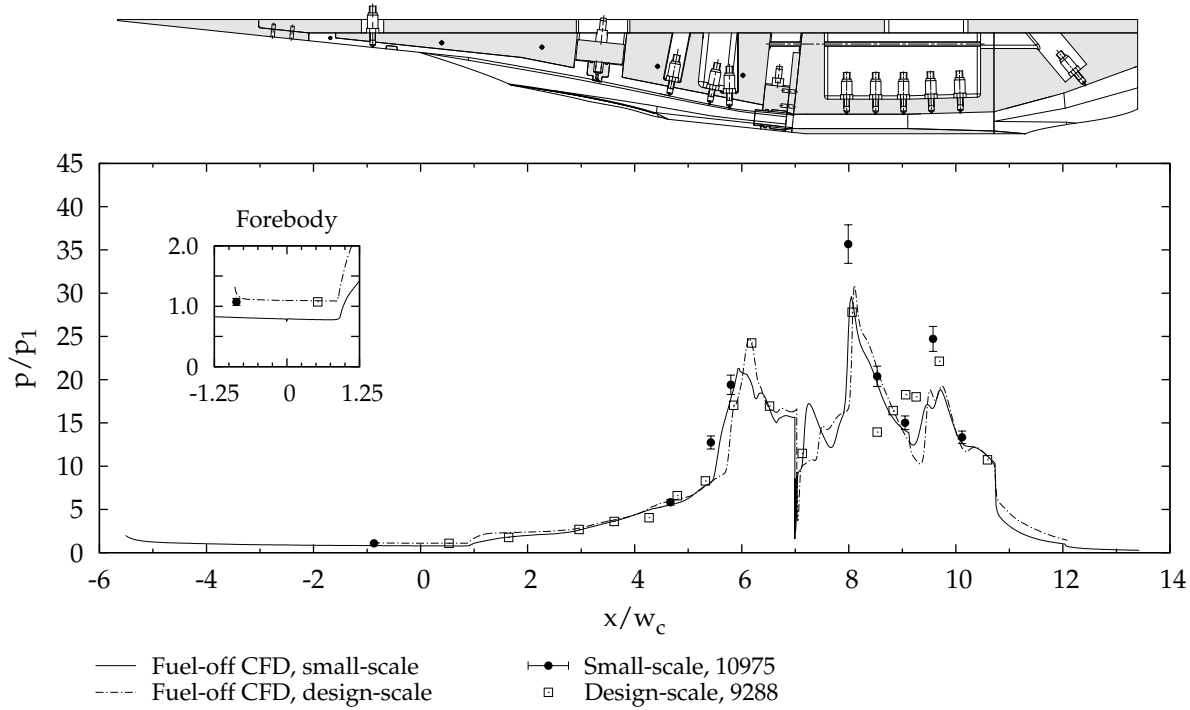 45
40
35
30
25
20
15
10
5
0
p/p1
Forebody
2.0
1.0
0
-1.25 0 1.25
-6 -4 -2 0 2 4 6 8 10 12 14
x/wc
Fuel-off CFD, small-scale
Fuel-off CFD, design-scale
Small-scale, 10975
Design-scale, 9288